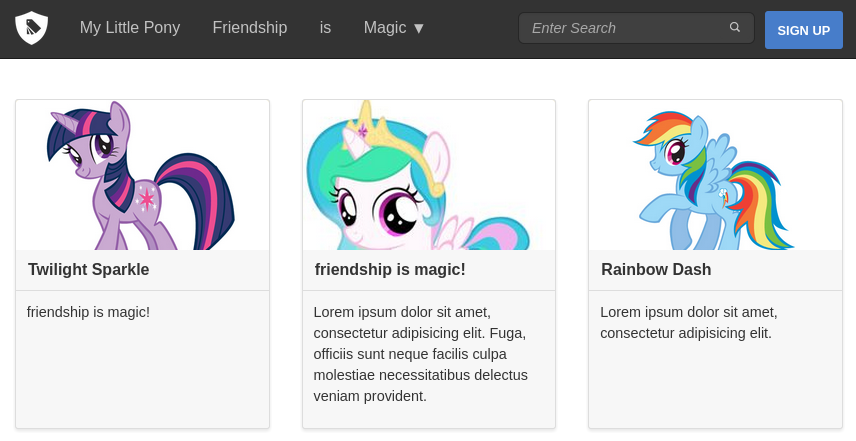 My Little Pony Friendship is Magic ▼ Enter Search SIGN UP
Twilight Sparkle
friendship is magic!
friendship is magic!
Lorem ipsum dolor sit amet,
consectetur adipisicing elit. Fuga,
officiis sunt neque facilis culpa
molestiae necessitatibus delectus
veniam provident.
Rainbow Dash
Lorem ipsum dolor sit amet,
consectetur adipisicing elit.